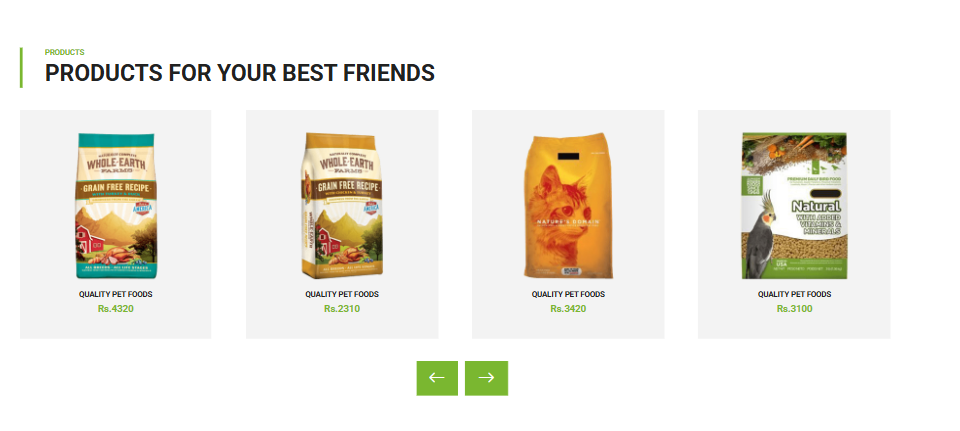 PRODUCTS
PRODUCTS FOR YOUR BEST FRIENDS
WHOLE EARTH
FARMS
GRAIN FREE RECIPE
AMERICA
WHOLE EARTH
FARMS
GRAIN FREE RECIPE
AMERICA
NATURE'S DOMAIN
PREMIUM DAILY BIRD FOOD
Natural
WITH ADDED
VITAMINS &
MINERALS
QUALITY PET FOODS
Rs.4320
QUALITY PET FOODS
Rs.2310
QUALITY PET FOODS
Rs.3420
QUALITY PET FOODS
Rs.3100